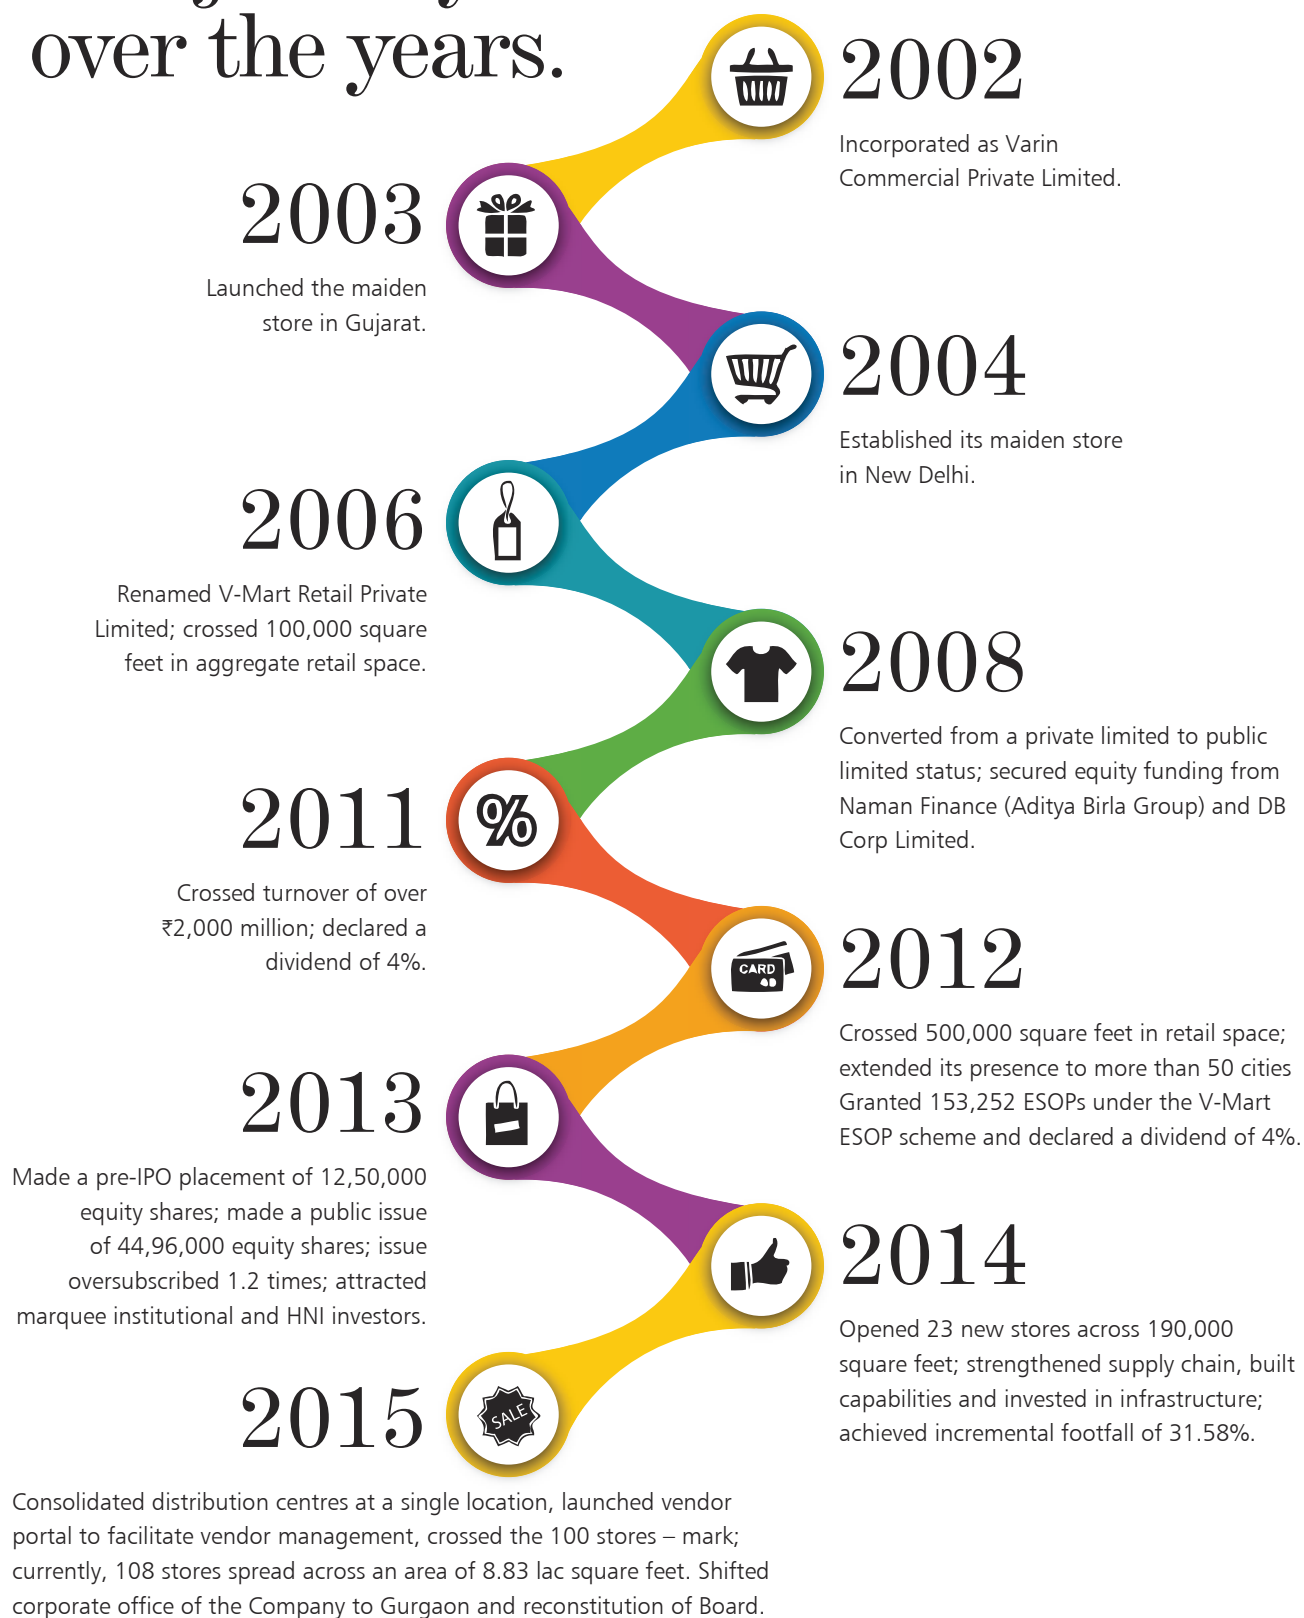 over the years.
2002
Incorporated as Varin
Commercial Private Limited.
2003
Launched the maiden
store in Gujarat.
2004
Established its maiden store
in New Delhi.
2006
Renamed V-Mart Retail Private
Limited; crossed 100,000 square
feet in aggregate retail space.
2008
Converted from a private limited to public
limited status; secured equity funding from
Naman Finance (Aditya Birla Group) and DB
Corp Limited.
2011
%
Crossed turnover of over
₹2,000 million; declared a
dividend of 4%.
2012
CARD
Crossed 500,000 square feet in retail space;
extended its presence to more than 50 cities
Granted 153,252 ESOPs under the V-Mart
ESOP scheme and declared a dividend of 4%.
2013
Made a pre-IPO placement of 12,50,000
equity shares; made a public issue
of 44,96,000 equity shares; issue
oversubscribed 1.2 times; attracted
marquee institutional and HNI investors.
2014
Opened 23 new stores across 190,000
square feet; strengthened supply chain, built
capabilities and invested in infrastructure;
achieved incremental footfall of 31.58%.
2015
SALE
Consolidated distribution centres at a single location, launched vendor
portal to facilitate vendor management, crossed the 100 stores – mark;
currently, 108 stores spread across an area of 8.83 lac square feet. Shifted
corporate office of the Company to Gurgaon and reconstitution of Board.